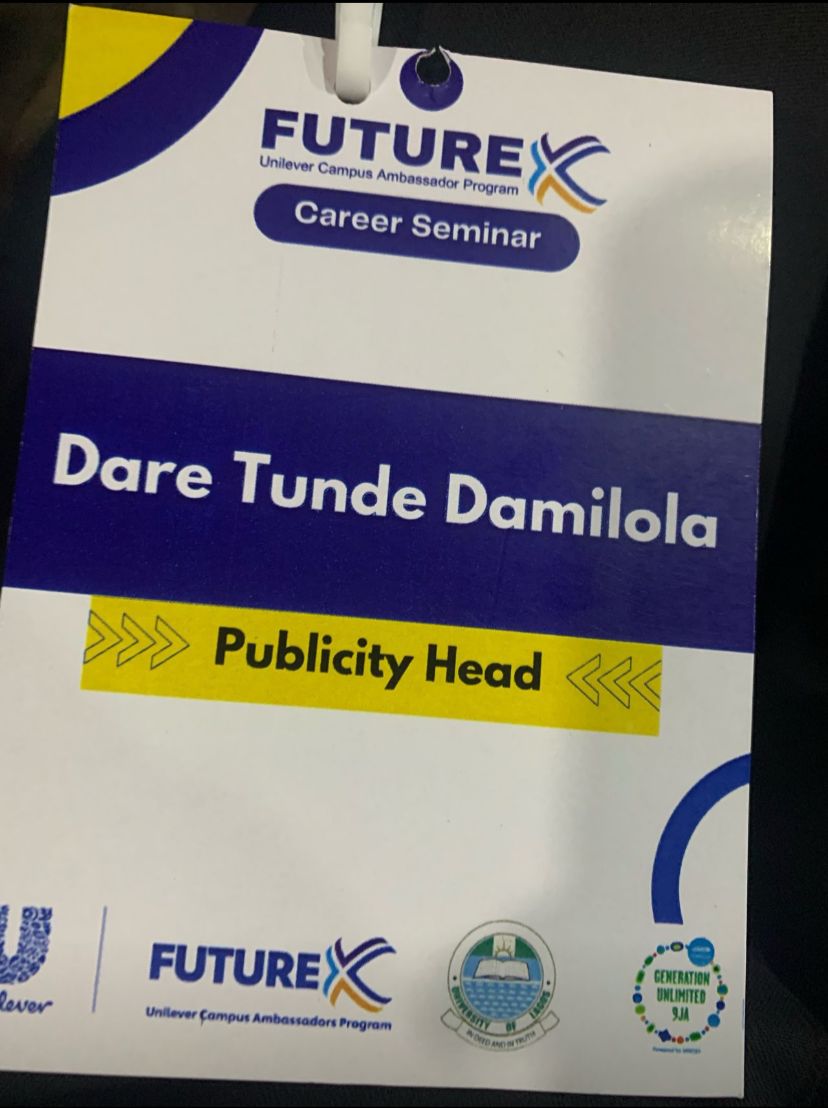 FUTUREX
Unilever Campus Ambassador Program
Career Seminar
Dare Tunde Damilola
Publicity Head
lever
FUTUREX
Unilever Campus Ambassadors Program
UNIVERSITY OF LAGOS
IN DEED AND IN TRUTH
GENERATION
UNLIMITED
9JA